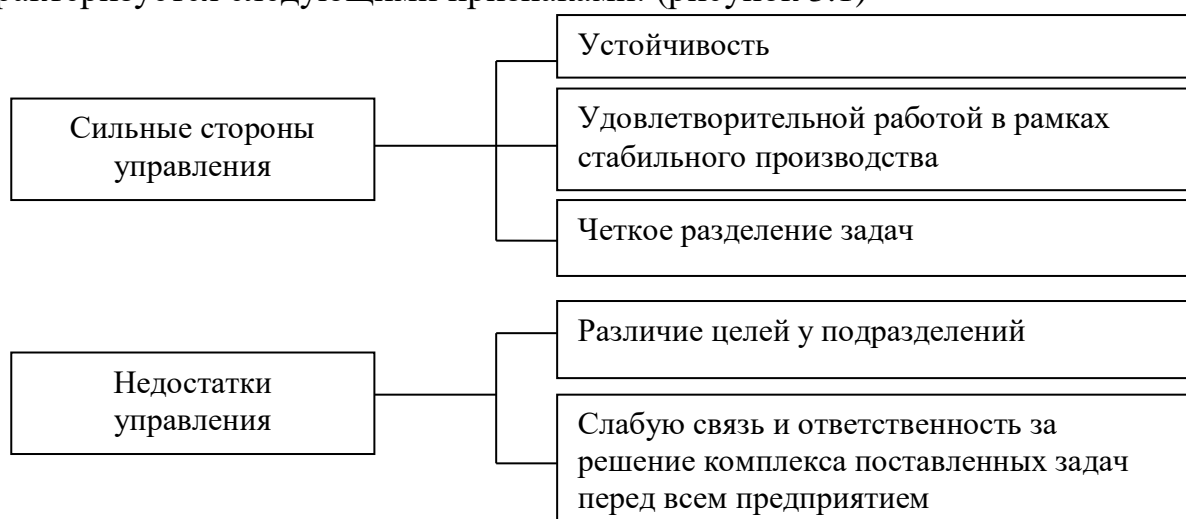 следующими признаками: (рисунок 3.1)
Устойчивость
Сильные стороны
управления
Удовлетворительной работой в рамках
стабильного производства
Четкое разделение задач
Различие целей у подразделений
Недостатки
управления
Слабую связь и ответственность за
решение комплекса поставленных задач
перед всем предприятием